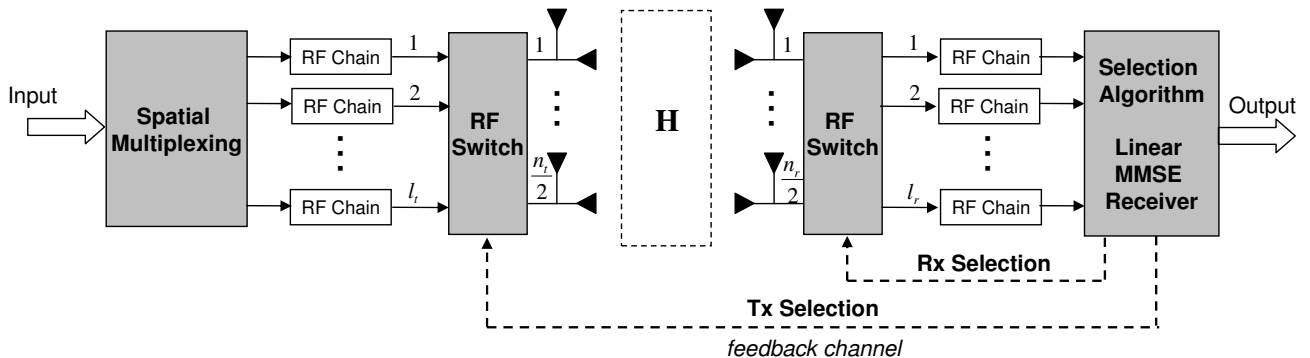 Input
Spatial
Multiplexing
RF Chain
1
RF Chain
2
⋮
RF Chain
l_t
RF
Switch
1
⋮
n_t/2
H
1
⋮
n_r/2
RF
Switch
1
RF Chain
2
RF Chain
⋮
l_r
RF Chain
Selection
Algorithm
Linear
MMSE
Receiver
Output
Rx Selection
Tx Selection
feedback channel